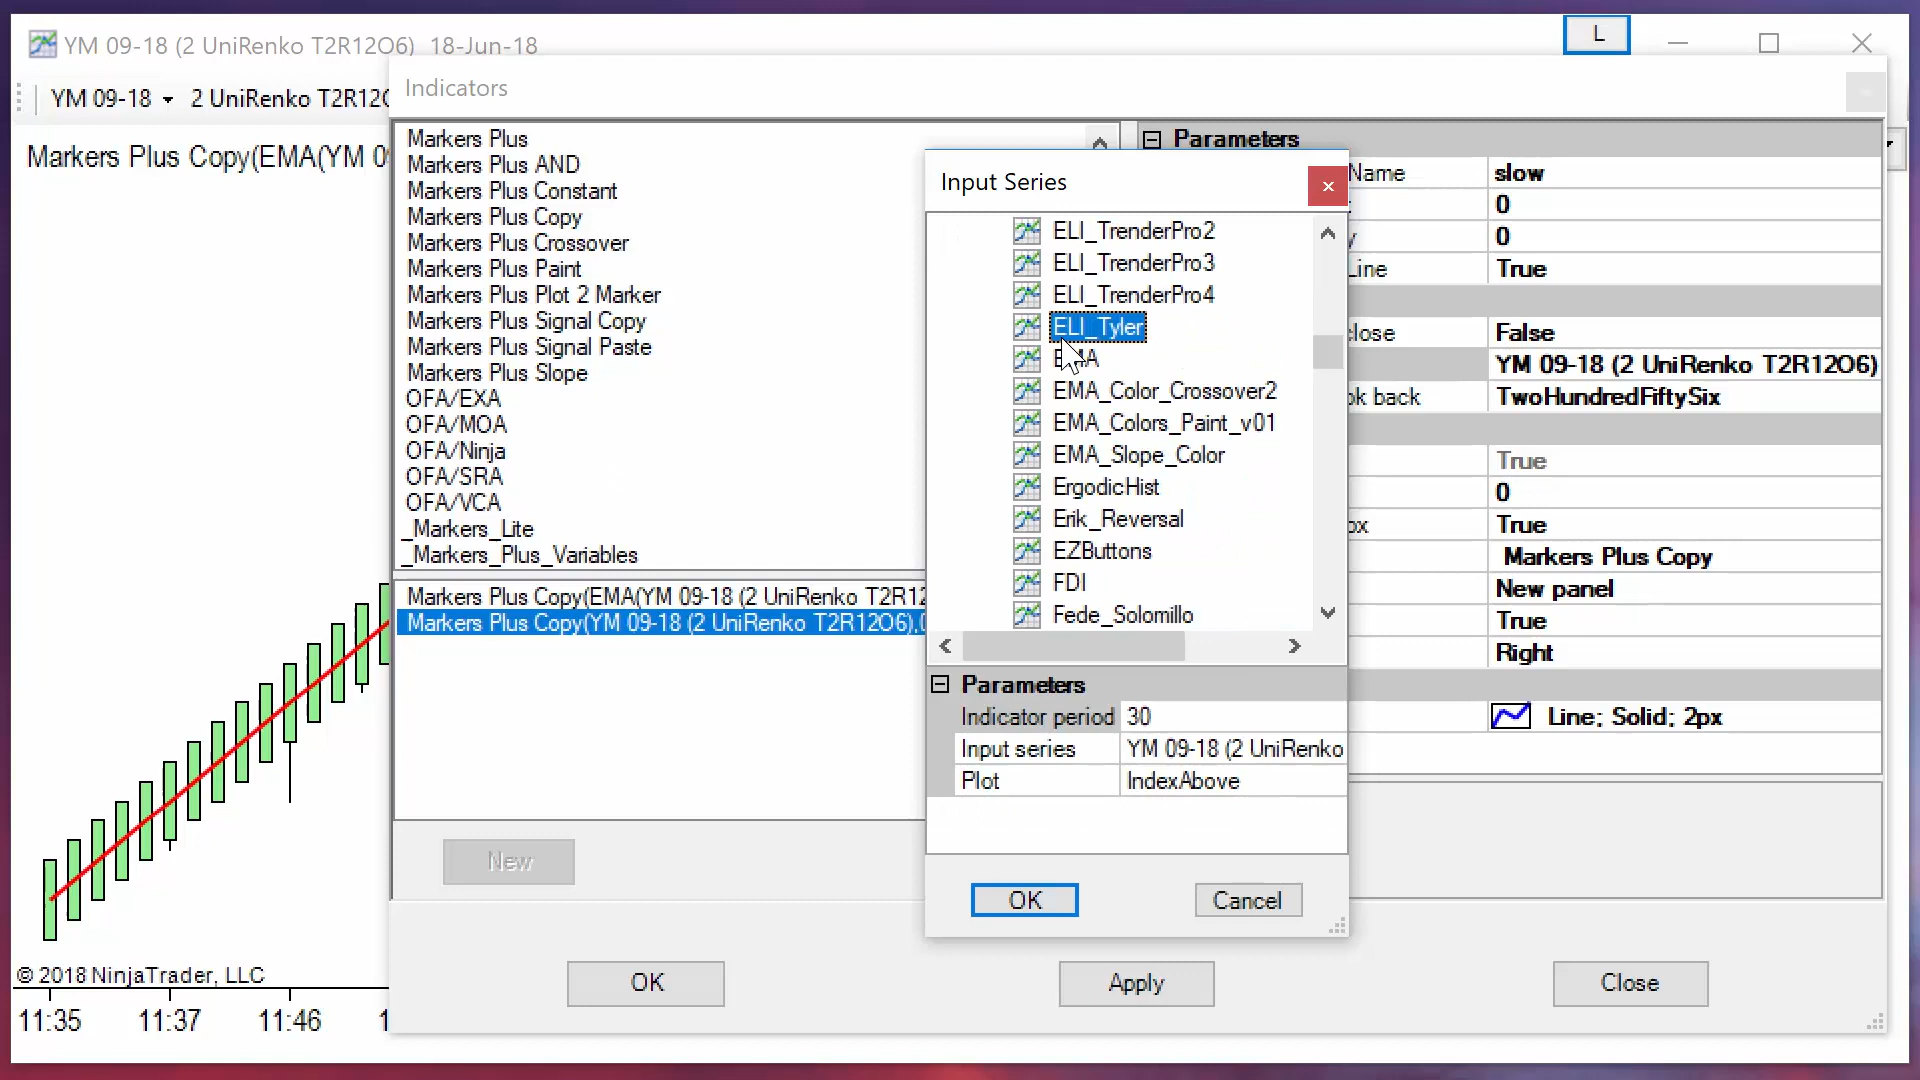 YM 09-18 (2 UniRenko T2R12O6)  18-Jun-18
L
YM 09-18
2 UniRenko T2R12O
Markers Plus Copy(EMA(YM 09
Indicators
Markers Plus
Markers Plus AND
Markers Plus Constant
Markers Plus Copy
Markers Plus Crossover
Markers Plus Paint
Markers Plus Plot 2 Marker
Markers Plus Signal Copy
Markers Plus Signal Paste
Markers Plus Slope
OFA/EXA
OFA/MOA
OFA/Ninja
OFA/SRA
OFA/VCA
_Markers_Lite
_Markers_Plus_Variables
Markers Plus Copy(EMA(YM 09-18 (2 UniRenko T2R12
Markers Plus Copy(YM 09-18 (2 UniRenko T2R12O6),0
New
OK
Apply
Close
Input Series
ELI_TrenderPro2
ELI_TrenderPro3
ELI_TrenderPro4
ELI_Tyler
EMA
EMA_Color_Crossover2
EMA_Colors_Paint_v01
EMA_Slope_Color
ErgodicHist
Erik_Reversal
EZButtons
FDI
Fede_Solomillo
Parameters
Indicator period 30
Input series YM 09-18 (2 UniRenko
Plot IndexAbove
OK
Cancel
Parameters
Name slow
0
y 0
Line True
close False
YM 09-18 (2 UniRenko T2R12O6)
ok back TwoHundredFiftySix
True
0
ox True
Markers Plus Copy
New panel
True
Right
Line; Solid; 2px
© 2018 NinjaTrader, LLC
11:35 11:37 11:46 1